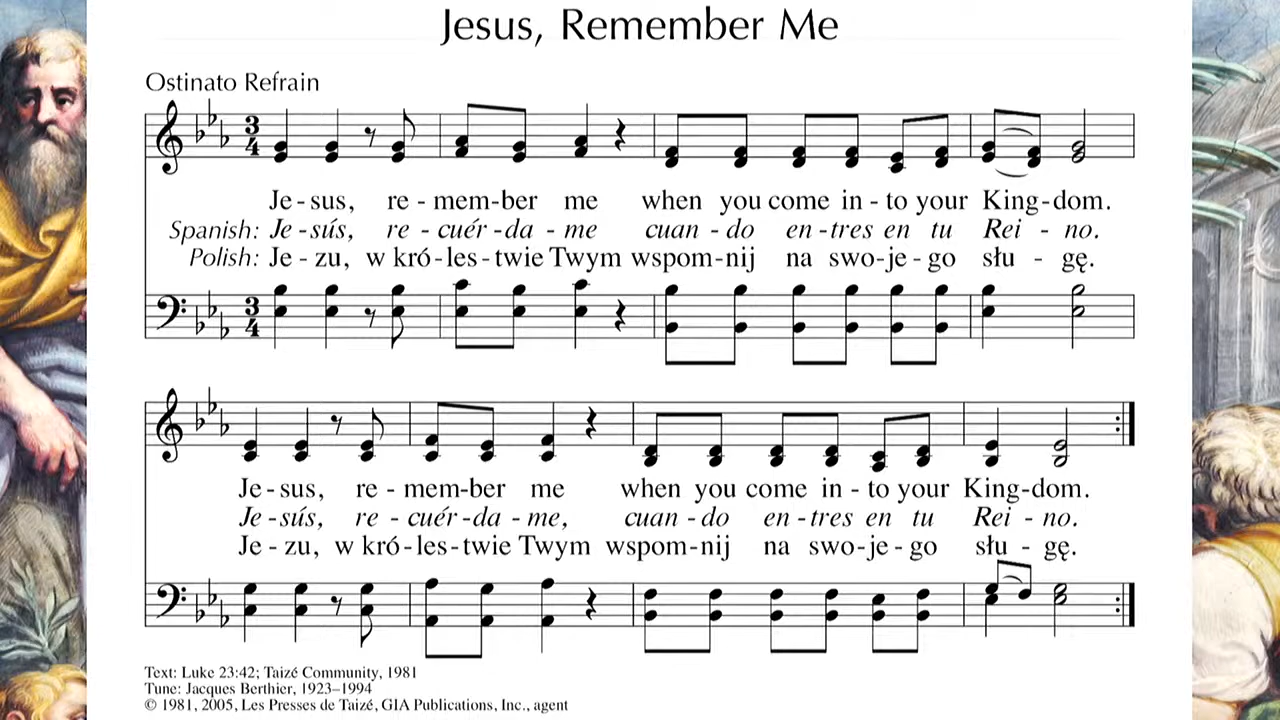 Jesus, Remember Me
Ostinato Refrain
3
4
Je - sus, re - mem - ber me when you come in - to your King - dom.
Spanish: Je - sús, re - cuér - da - me cuan - do en - tres en tu Rei - no.
Polish: Je - zu, w kró - les - twie Twym wspom - nij na swo - je - go słu - gę.
3
4
Je - sus, re - mem - ber me when you come in - to your King - dom.
Je - sús, re - cuér - da - me, cuan - do en - tres en tu Rei - no.
Je - zu, w kró - les - twie Twym wspom - nij na swo - je - go słu - gę.
Text: Luke 23:42; Taizé Community, 1981
Tune: Jacques Berthier, 1923–1994
© 1981, 2005, Les Presses de Taizé, GIA Publications, Inc., agent